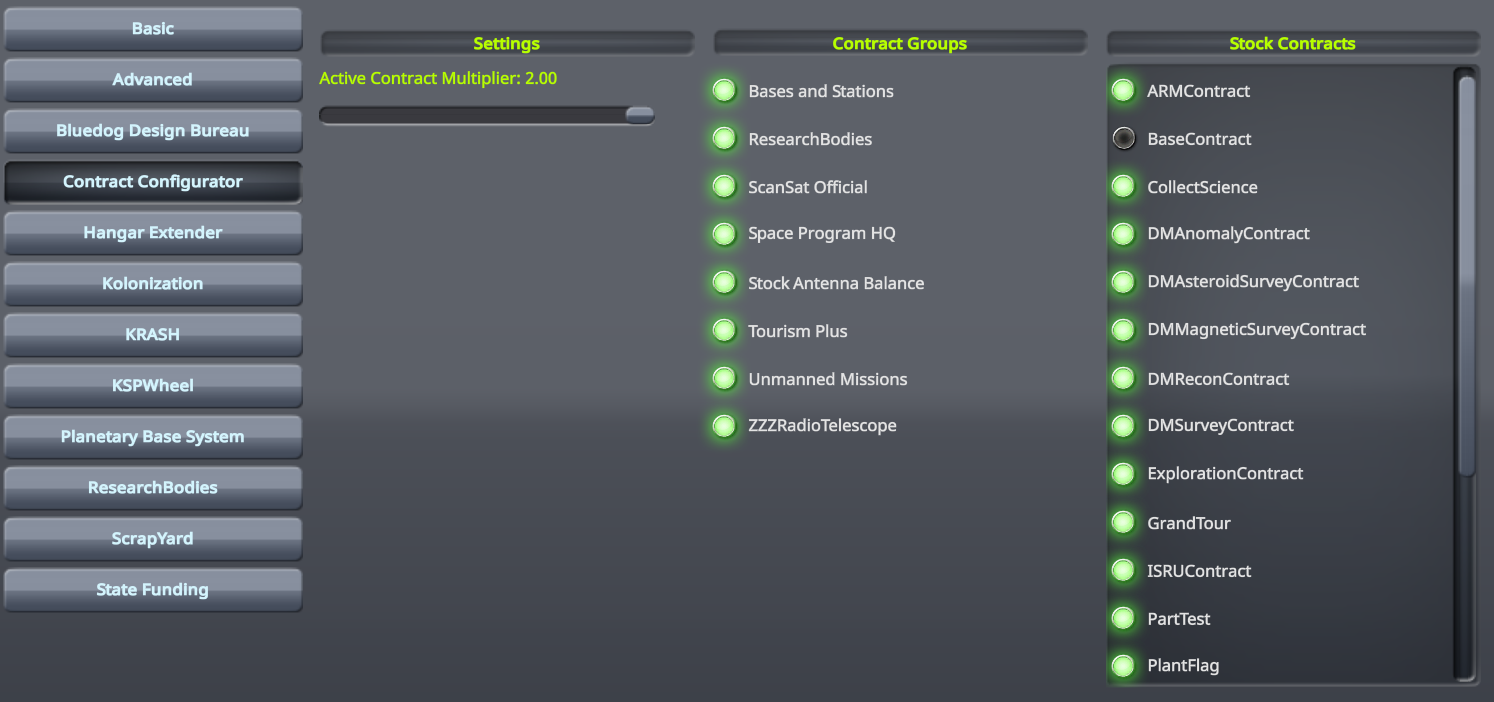 Basic
Advanced
Bluedog Design Bureau
Contract Configurator
Hangar Extender
Kolonization
KRASH
KSPWheel
Planetary Base System
ResearchBodies
ScrapYard
State Funding
Settings
Active Contract Multiplier: 2.00
Contract Groups
Bases and Stations
ResearchBodies
ScanSat Official
Space Program HQ
Stock Antenna Balance
Tourism Plus
Unmanned Missions
ZZZRadioTelescope
Stock Contracts
ARMContract
BaseContract
CollectScience
DMAnomalyContract
DMAsteroidSurveyContract
DMMagneticSurveyContract
DMReconContract
DMSurveyContract
ExplorationContract
GrandTour
ISRUContract
PartTest
PlantFlag